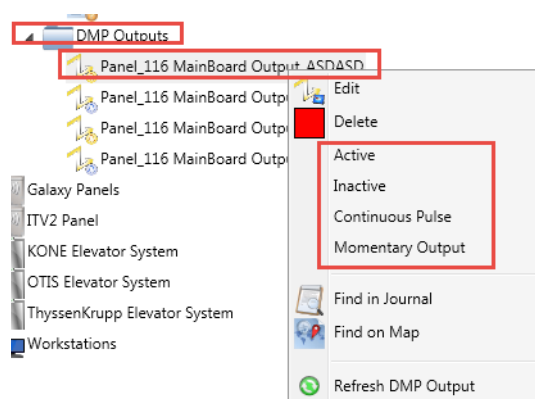 DMP Outputs
Panel_116 MainBoard Output ASDASD
Panel_116 MainBoard Outp
Panel_116 MainBoard Outp
Panel_116 MainBoard Outp
Galaxy Panels
ITV2 Panel
KONE Elevator System
OTIS Elevator System
ThyssenKrupp Elevator System
Workstations
Edit
Delete
Active
Inactive
Continuous Pulse
Momentary Output
Find in Journal
Find on Map
Refresh DMP Output